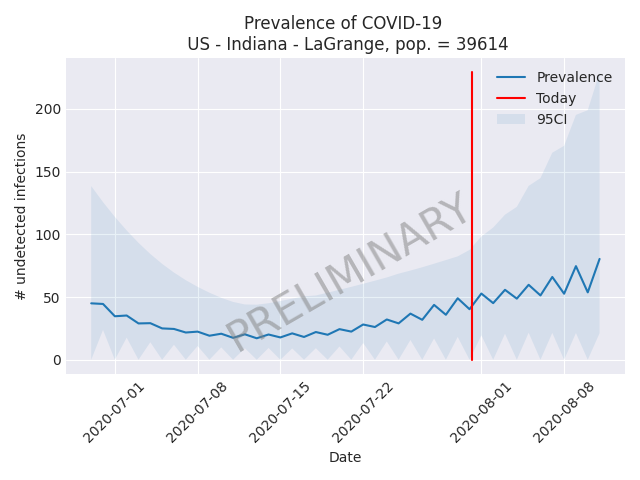 Prevalence of COVID-19
US - Indiana - LaGrange, pop. = 39614
Prevalence
Today
95CI
# undetected infections
200
150
100
50
0
PRELIMINARY
2020-07-01
2020-07-08
2020-07-15
2020-07-22
2020-08-01
2020-08-08
Date